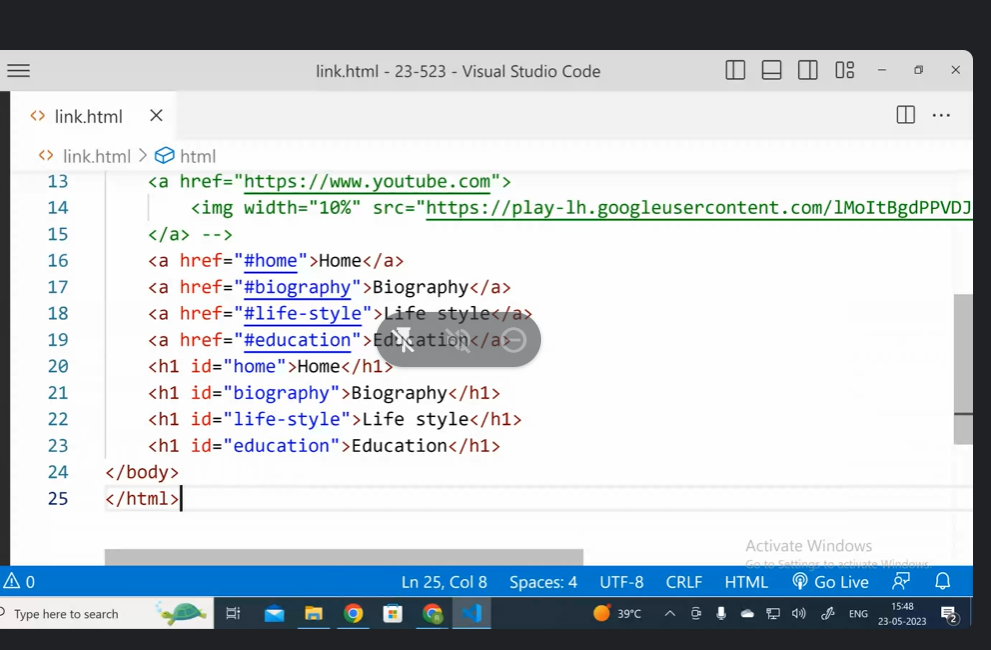 link.html - 23-523 - Visual Studio Code
link.html
link.html > html
13 <a href="https://www.youtube.com">
14 <img width="10%" src="https://play-lh.googleusercontent.com/lMoItBgdPPVDJ
15 </a> -->
16 <a href="#home">Home</a>
17 <a href="#biography">Biography</a>
18 <a href="#life-style">Life style</a>
19 <a href="#education">Education</a>
20 <h1 id="home">Home</h1>
21 <h1 id="biography">Biography</h1>
22 <h1 id="life-style">Life style</h1>
23 <h1 id="education">Education</h1>
24 </body>
25 </html>
Activate Windows
Go to Settings to activate Windows.
0 Ln 25, Col 8 Spaces: 4 UTF-8 CRLF HTML Go Live
Type here to search 39°C ENG 15:48
23-05-2023 2